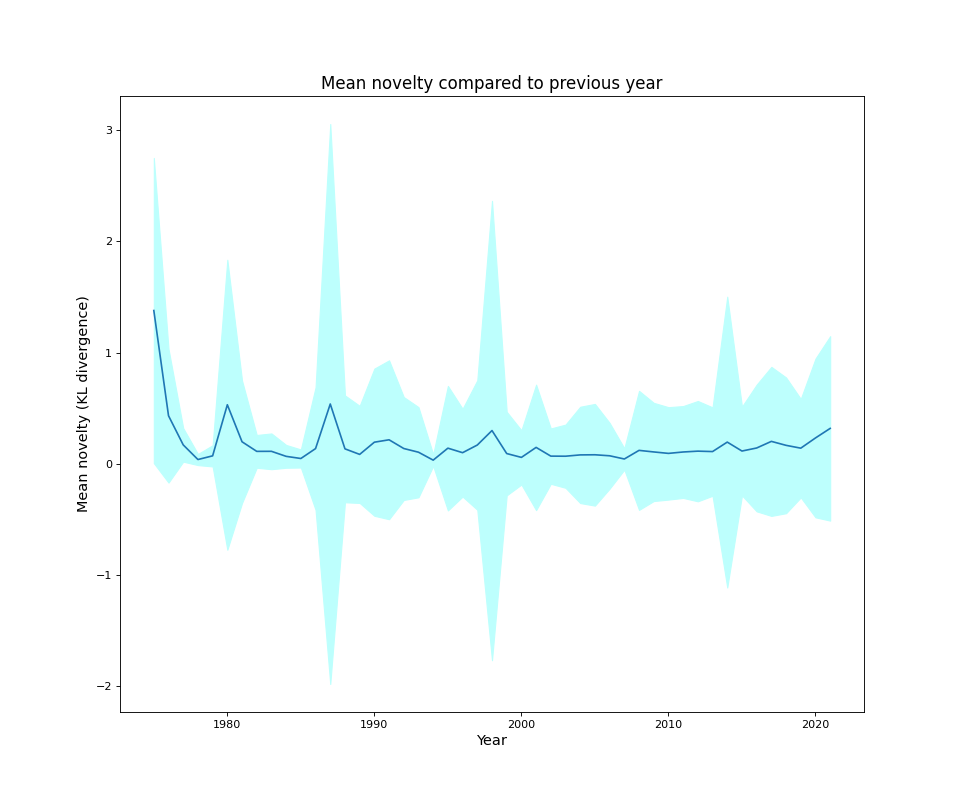 Mean novelty compared to previous year
Mean novelty (KL divergence)
3
2
1
0
−1
−2
1980 1990 2000 2010 2020
Year